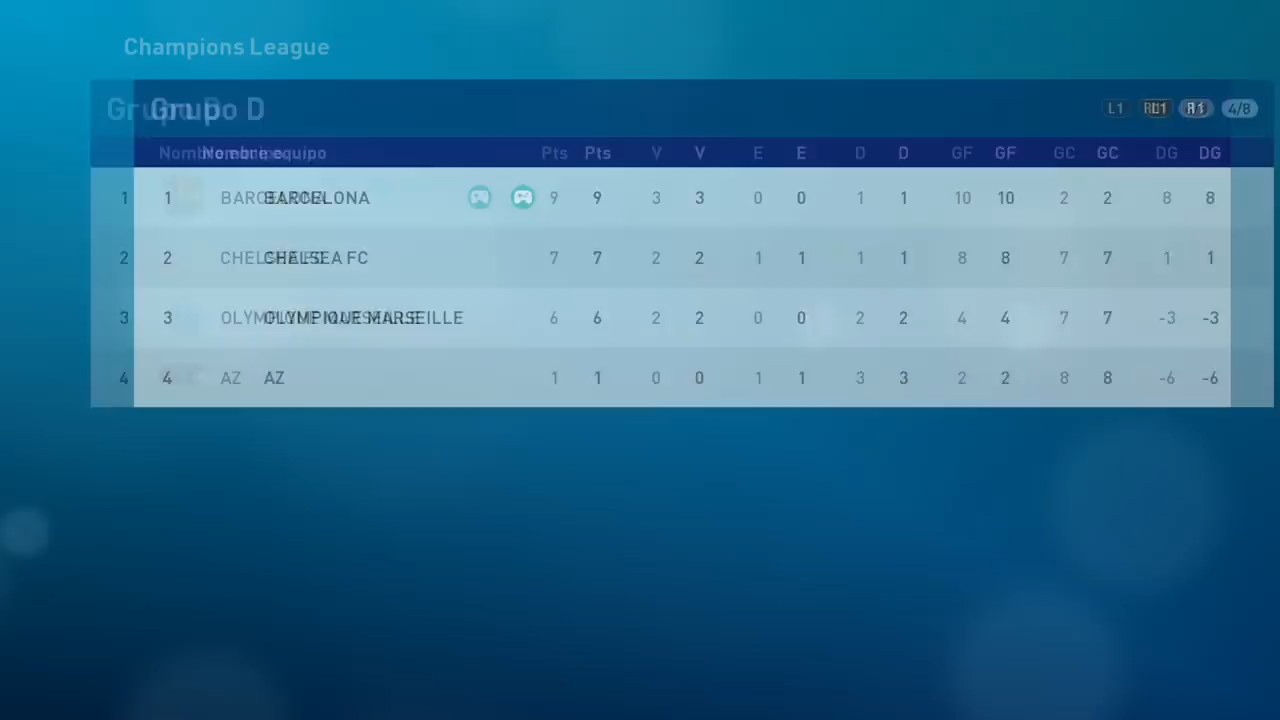 Champions League
Grupo D L1 R1 4/8
Nombre equipo Pts V E D GF GC DG
1 BARCELONA 9 3 0 1 10 2 8
2 CHELSEA FC 7 2 1 1 8 7 1
3 OLYMPIQUE MARSEILLE 6 2 0 2 4 7 -3
4 AZ 1 0 1 3 2 8 -6